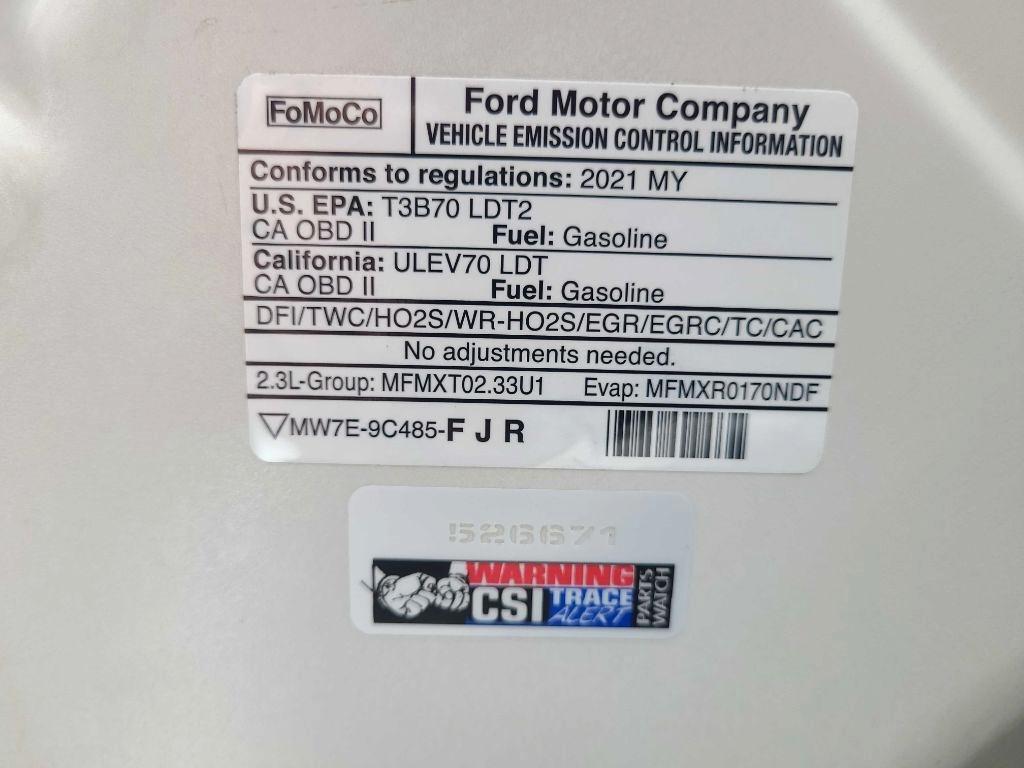 FoMoCo
Ford Motor Company
VEHICLE EMISSION CONTROL INFORMATION
Conforms to regulations: 2021 MY
U.S. EPA: T3B70 LDT2
CA OBD II Fuel: Gasoline
California: ULEV70 LDT
CA OBD II Fuel: Gasoline
DFI/TWC/HO2S/WR-HO2S/EGR/EGRC/TC/CAC
No adjustments needed.
2.3L-Group: MFMXT02.33U1 Evap: MFMXR0170NDF
MW7E-9C485-F J R
526671
WARNING
CSI TRACE
ALERT
PARTS
WATCH